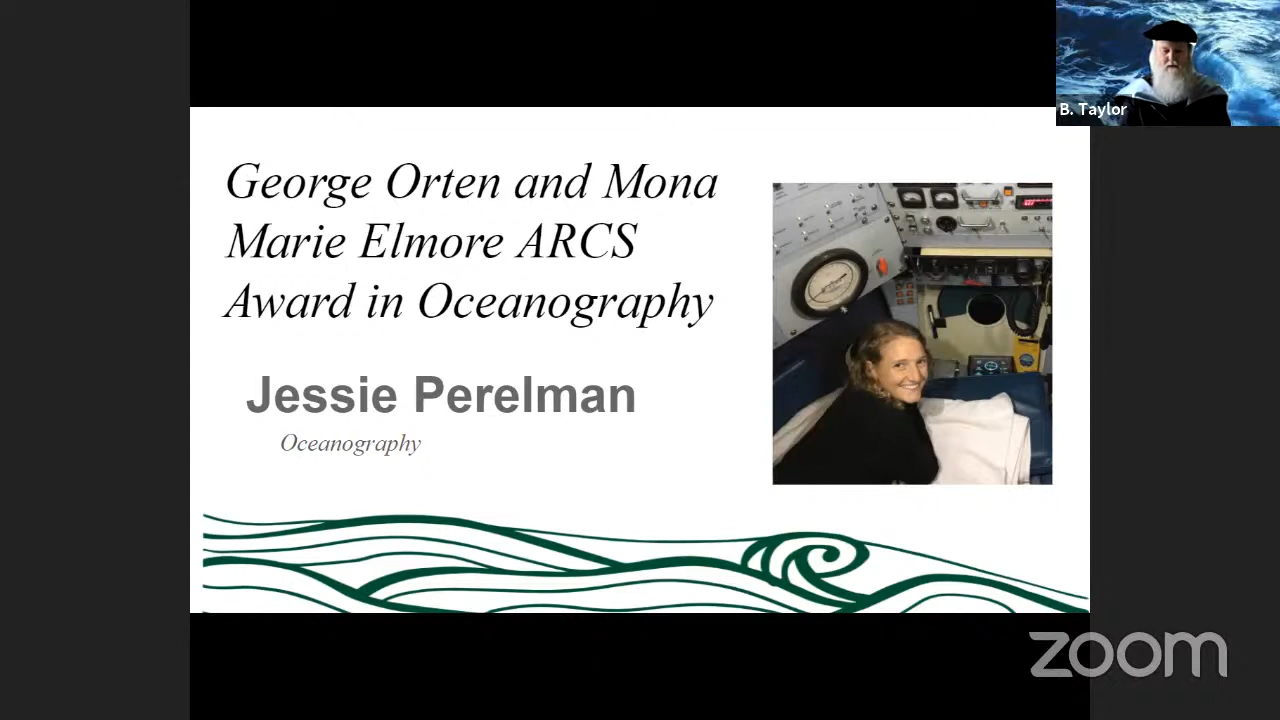 B. Taylor
George Orten and Mona
Marie Elmore ARCS
Award in Oceanography
Jessie Perelman
Oceanography
zoom